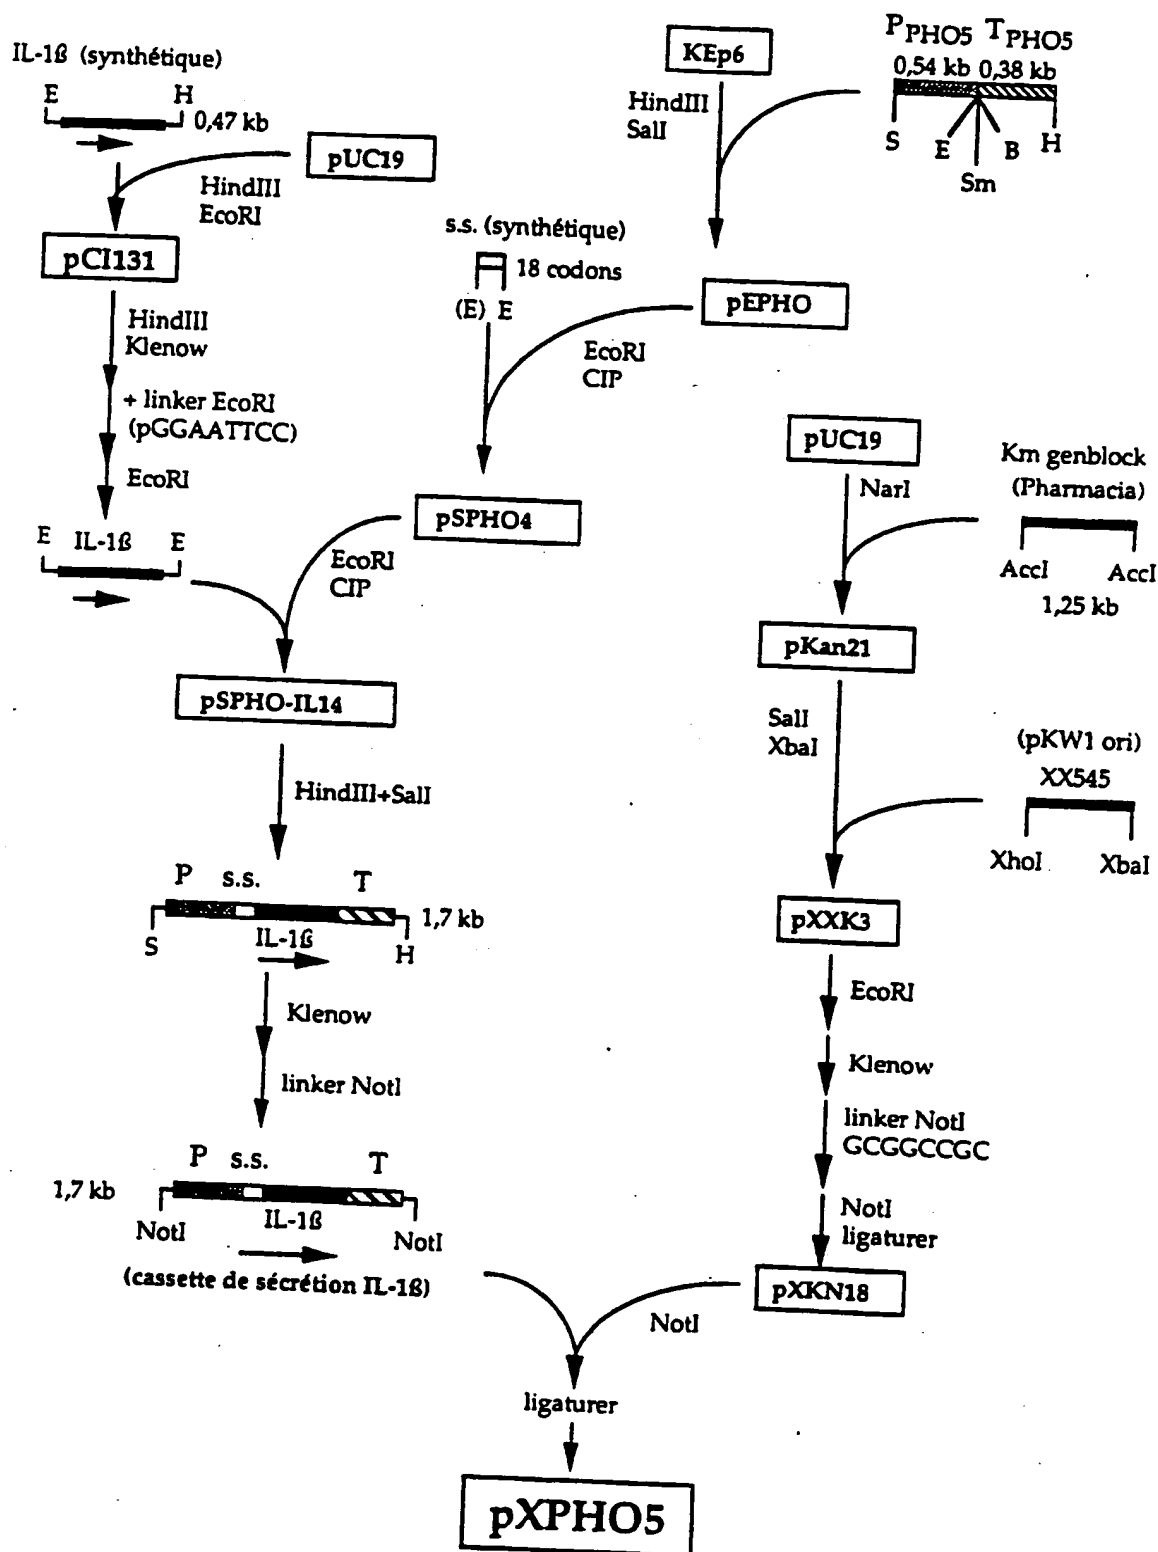 IL-1ß (synthétique)
E H
0,47 kb
pUC19
HindIII
EcoRI
pCI131
HindIII
Klenow
+ linker EcoRI
(pGGAATTCC)
EcoRI
E IL-1ß E
KEp6
HindIII
SalI
PPHO5 TPHO5
0,54 kb 0,38 kb
S E B H
Sm
s.s. (synthétique)
18 codons
(E) E
pEPHO
EcoRI
CIP
pSPHO4
EcoRI
CIP
pSPHO-IL14
HindIII+SalI
P s.s. T
1,7 kb
S IL-1ß H
Klenow
linker NotI
P s.s. T
1,7 kb
NotI IL-1ß NotI
(cassette de sécrétion IL-1ß)
pUC19
NarI
Km genblock
(Pharmacia)
AccI AccI
1,25 kb
pKan21
SalI
XbaI
(pKW1 ori)
XX545
XhoI XbaI
pXXK3
EcoRI
Klenow
linker NotI
GCGGCCGC
NotI
ligaturer
pXKN18
NotI
ligaturer
pXPHO5